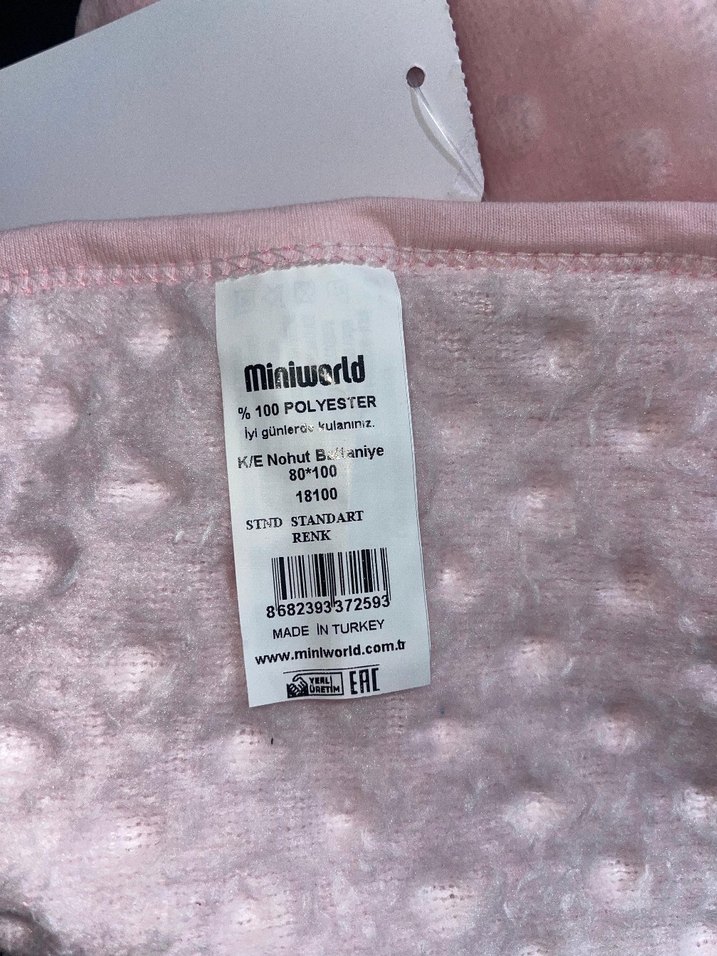 miniworld
% 100 POLYESTER
İyi günlerde kulanınız.
K/E Nohut Battaniye
80*100
18100
STND STANDART
RENK
8682393372593
MADE İN TURKEY
www.miniworld.com.tr
YERLİ
ÜRETİM
EAC